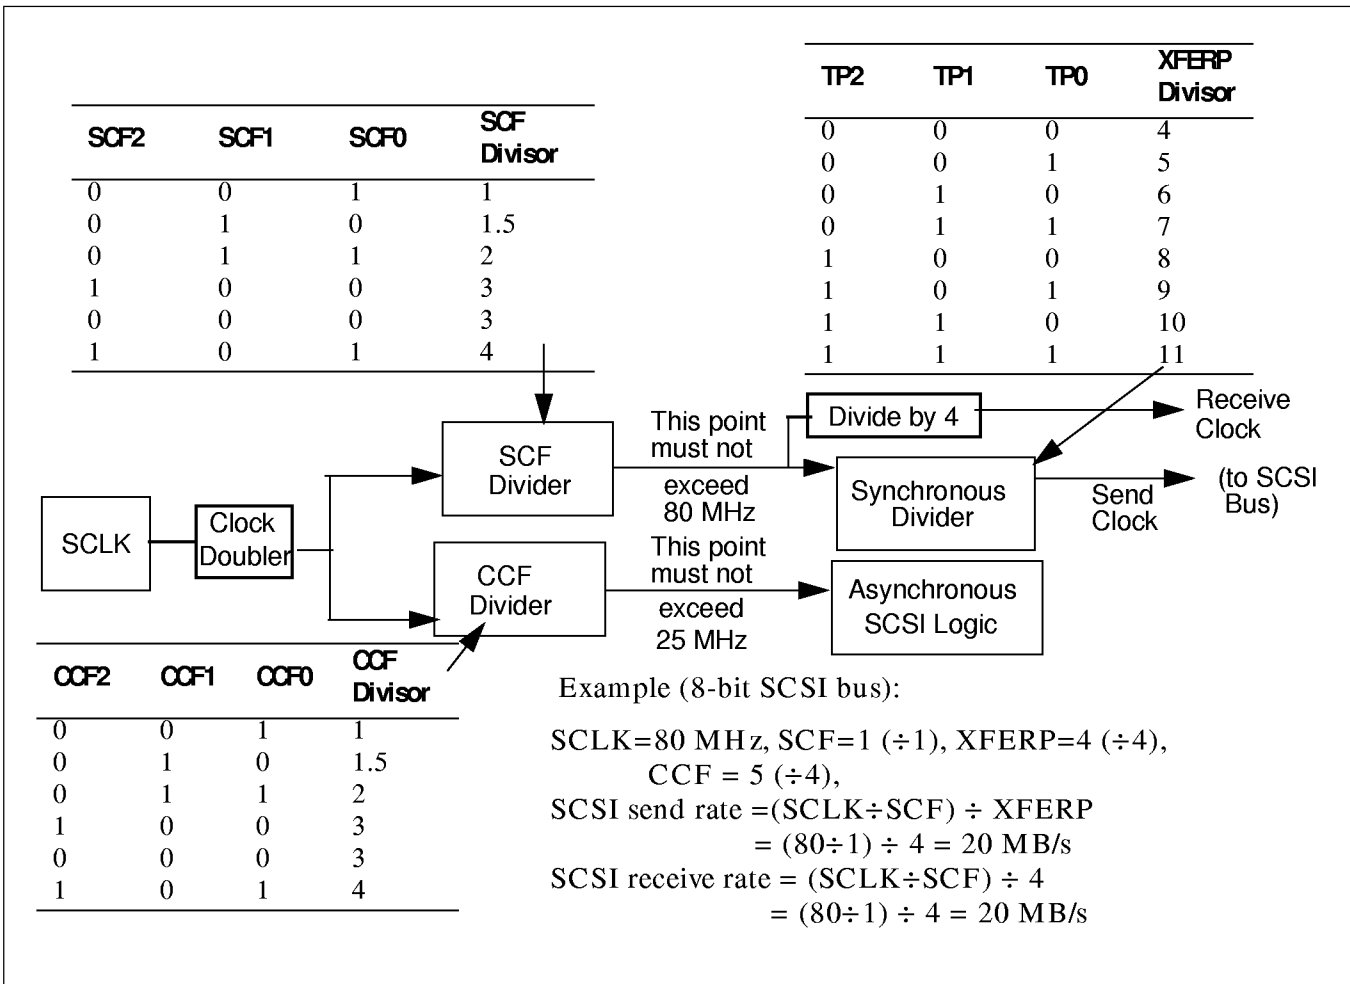 TP2 TP1 TP0 XFERP Divisor
0 0 0 4
0 0 1 5
0 1 0 6
0 1 1 7
1 0 0 8
1 0 1 9
1 1 0 10
1 1 1 11
SCF2 SCF1 SCF0 SCF Divisor
0 0 1 1
0 1 0 1.5
0 1 1 2
1 0 0 3
0 0 0 3
1 0 1 4
SCLK
Clock
Doubler
SCF
Divider
This point
must not
exceed
80 MHz
Divide by 4
Receive
Clock
Synchronous
Divider
Send
Clock
(to SCSI
Bus)
CCF
Divider
This point
must not
exceed
25 MHz
Asynchronous
SCSI Logic
CCF2 CCF1 CCF0 CCF Divisor
0 0 1 1
0 1 0 1.5
0 1 1 2
1 0 0 3
0 0 0 3
1 0 1 4
Example (8-bit SCSI bus):
SCLK=80 MHz, SCF=1 (÷1), XFERP=4 (÷4),
CCF = 5 (÷4),
SCSI send rate =(SCLK÷SCF) ÷ XFERP
= (80÷1) ÷ 4 = 20 MB/s
SCSI receive rate = (SCLK÷SCF) ÷ 4
= (80÷1) ÷ 4 = 20 MB/s